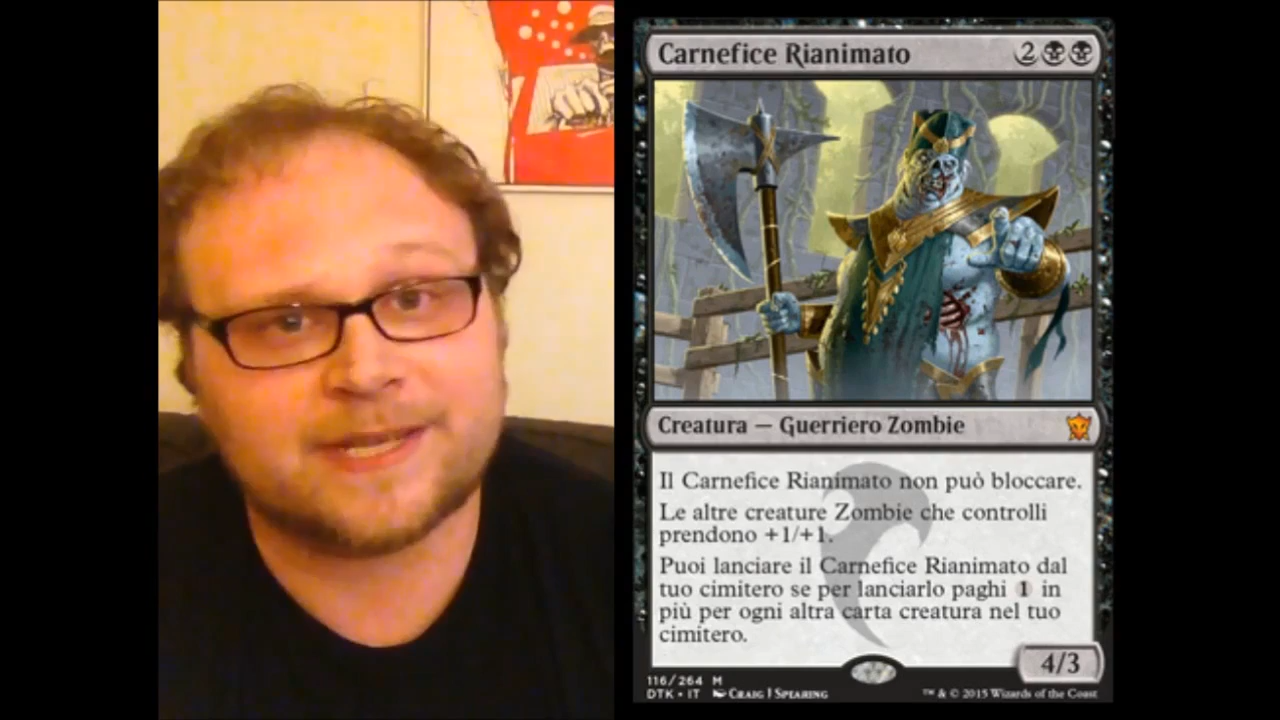 Carnefice Rianimato 2
Creatura — Guerriero Zombie
Il Carnefice Rianimato non può bloccare.
Le altre creature Zombie che controlli
prendono +1/+1.
Puoi lanciare il Carnefice Rianimato dal
tuo cimitero se per lanciarlo paghi 1 in
più per ogni altra carta creatura nel tuo
cimitero.
4/3
116/264 M
DTK • IT Craig J Spearing
™ & © 2015 Wizards of the Coast